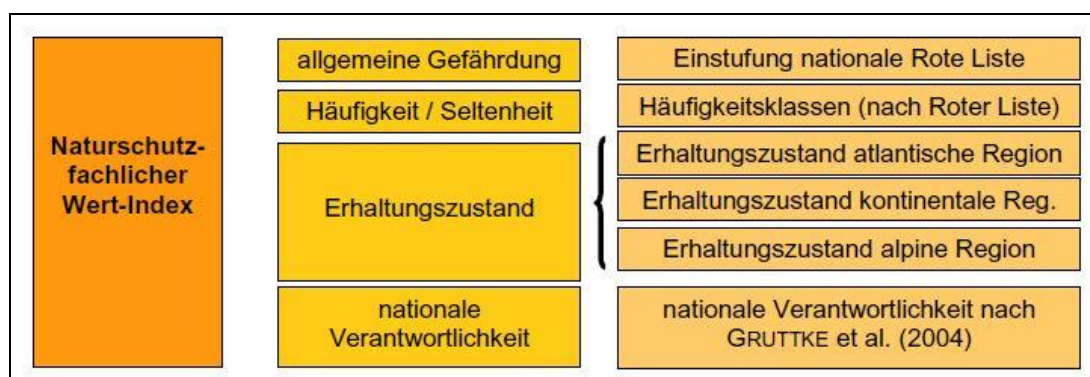 Naturschutz-
fachlicher
Wert-Index
allgemeine Gefährdung
Häufigkeit / Seltenheit
Erhaltungszustand
nationale
Verantwortlichkeit
Einstufung nationale Rote Liste
Häufigkeitsklassen (nach Roter Liste)
Erhaltungszustand atlantische Region
Erhaltungszustand kontinentale Reg.
Erhaltungszustand alpine Region
nationale Verantwortlichkeit nach
GRUTTKE et al. (2004)